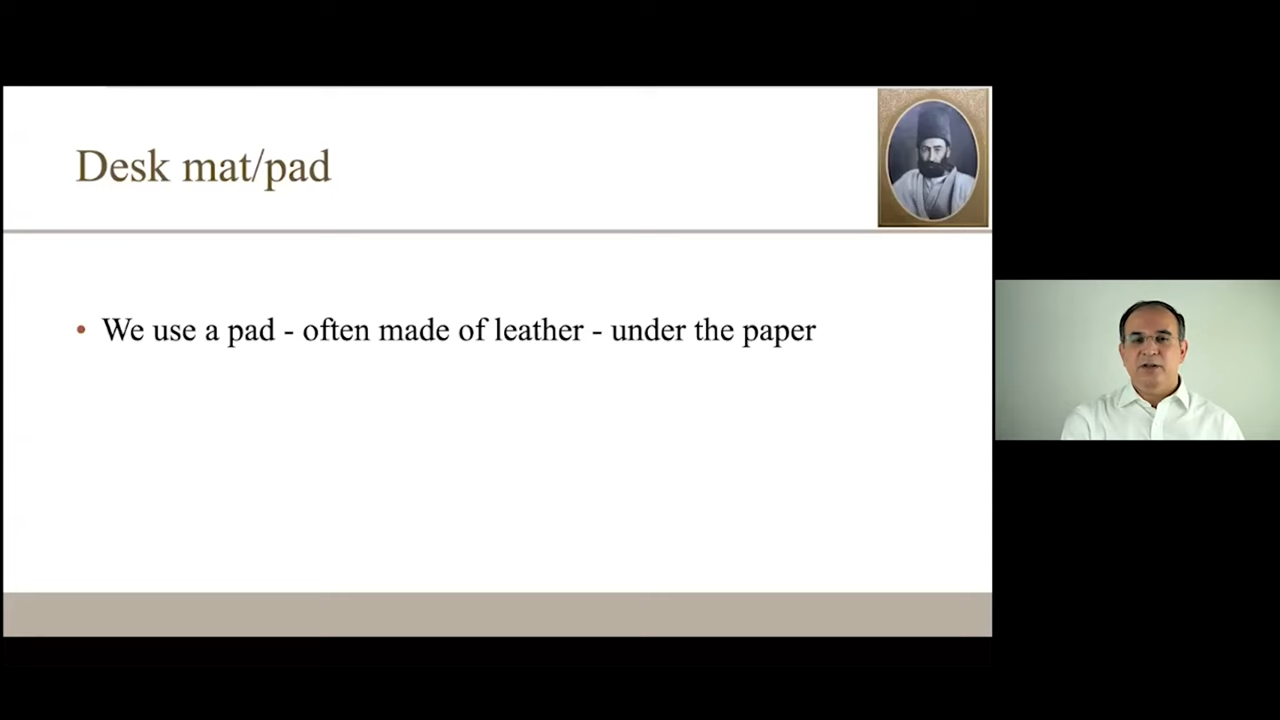 Desk mat/pad
• We use a pad - often made of leather - under the paper